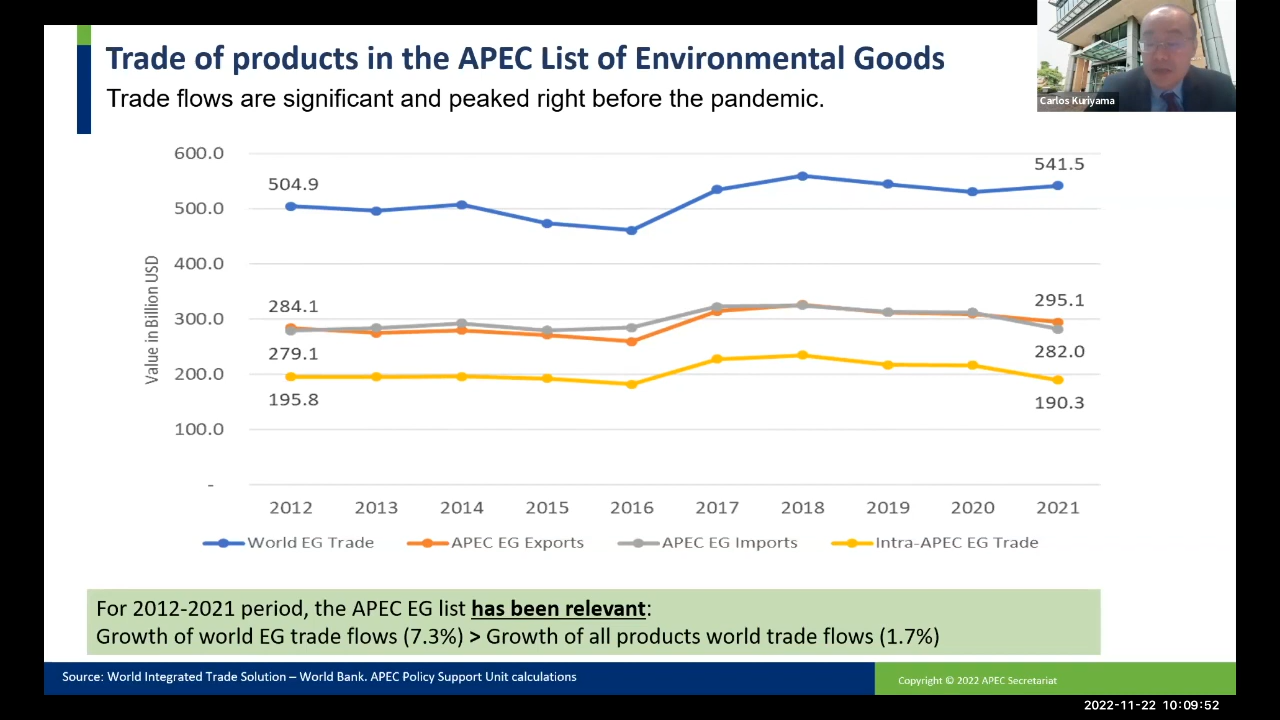 Trade of products in the APEC List of Environmental Goods
Trade flows are significant and peaked right before the pandemic.
Carlos Kuriyama
Value in Billion USD
600.0
500.0
400.0
300.0
200.0
100.0
-
504.9
541.5
284.1
295.1
279.1
282.0
195.8
190.3
2012 2013 2014 2015 2016 2017 2018 2019 2020 2021
World EG Trade APEC EG Exports APEC EG Imports Intra-APEC EG Trade
For 2012-2021 period, the APEC EG list has been relevant:
Growth of world EG trade flows (7.3%) > Growth of all products world trade flows (1.7%)
Source: World Integrated Trade Solution – World Bank. APEC Policy Support Unit calculations
Copyright © 2022 APEC Secretariat
2022-11-22 10:09:52